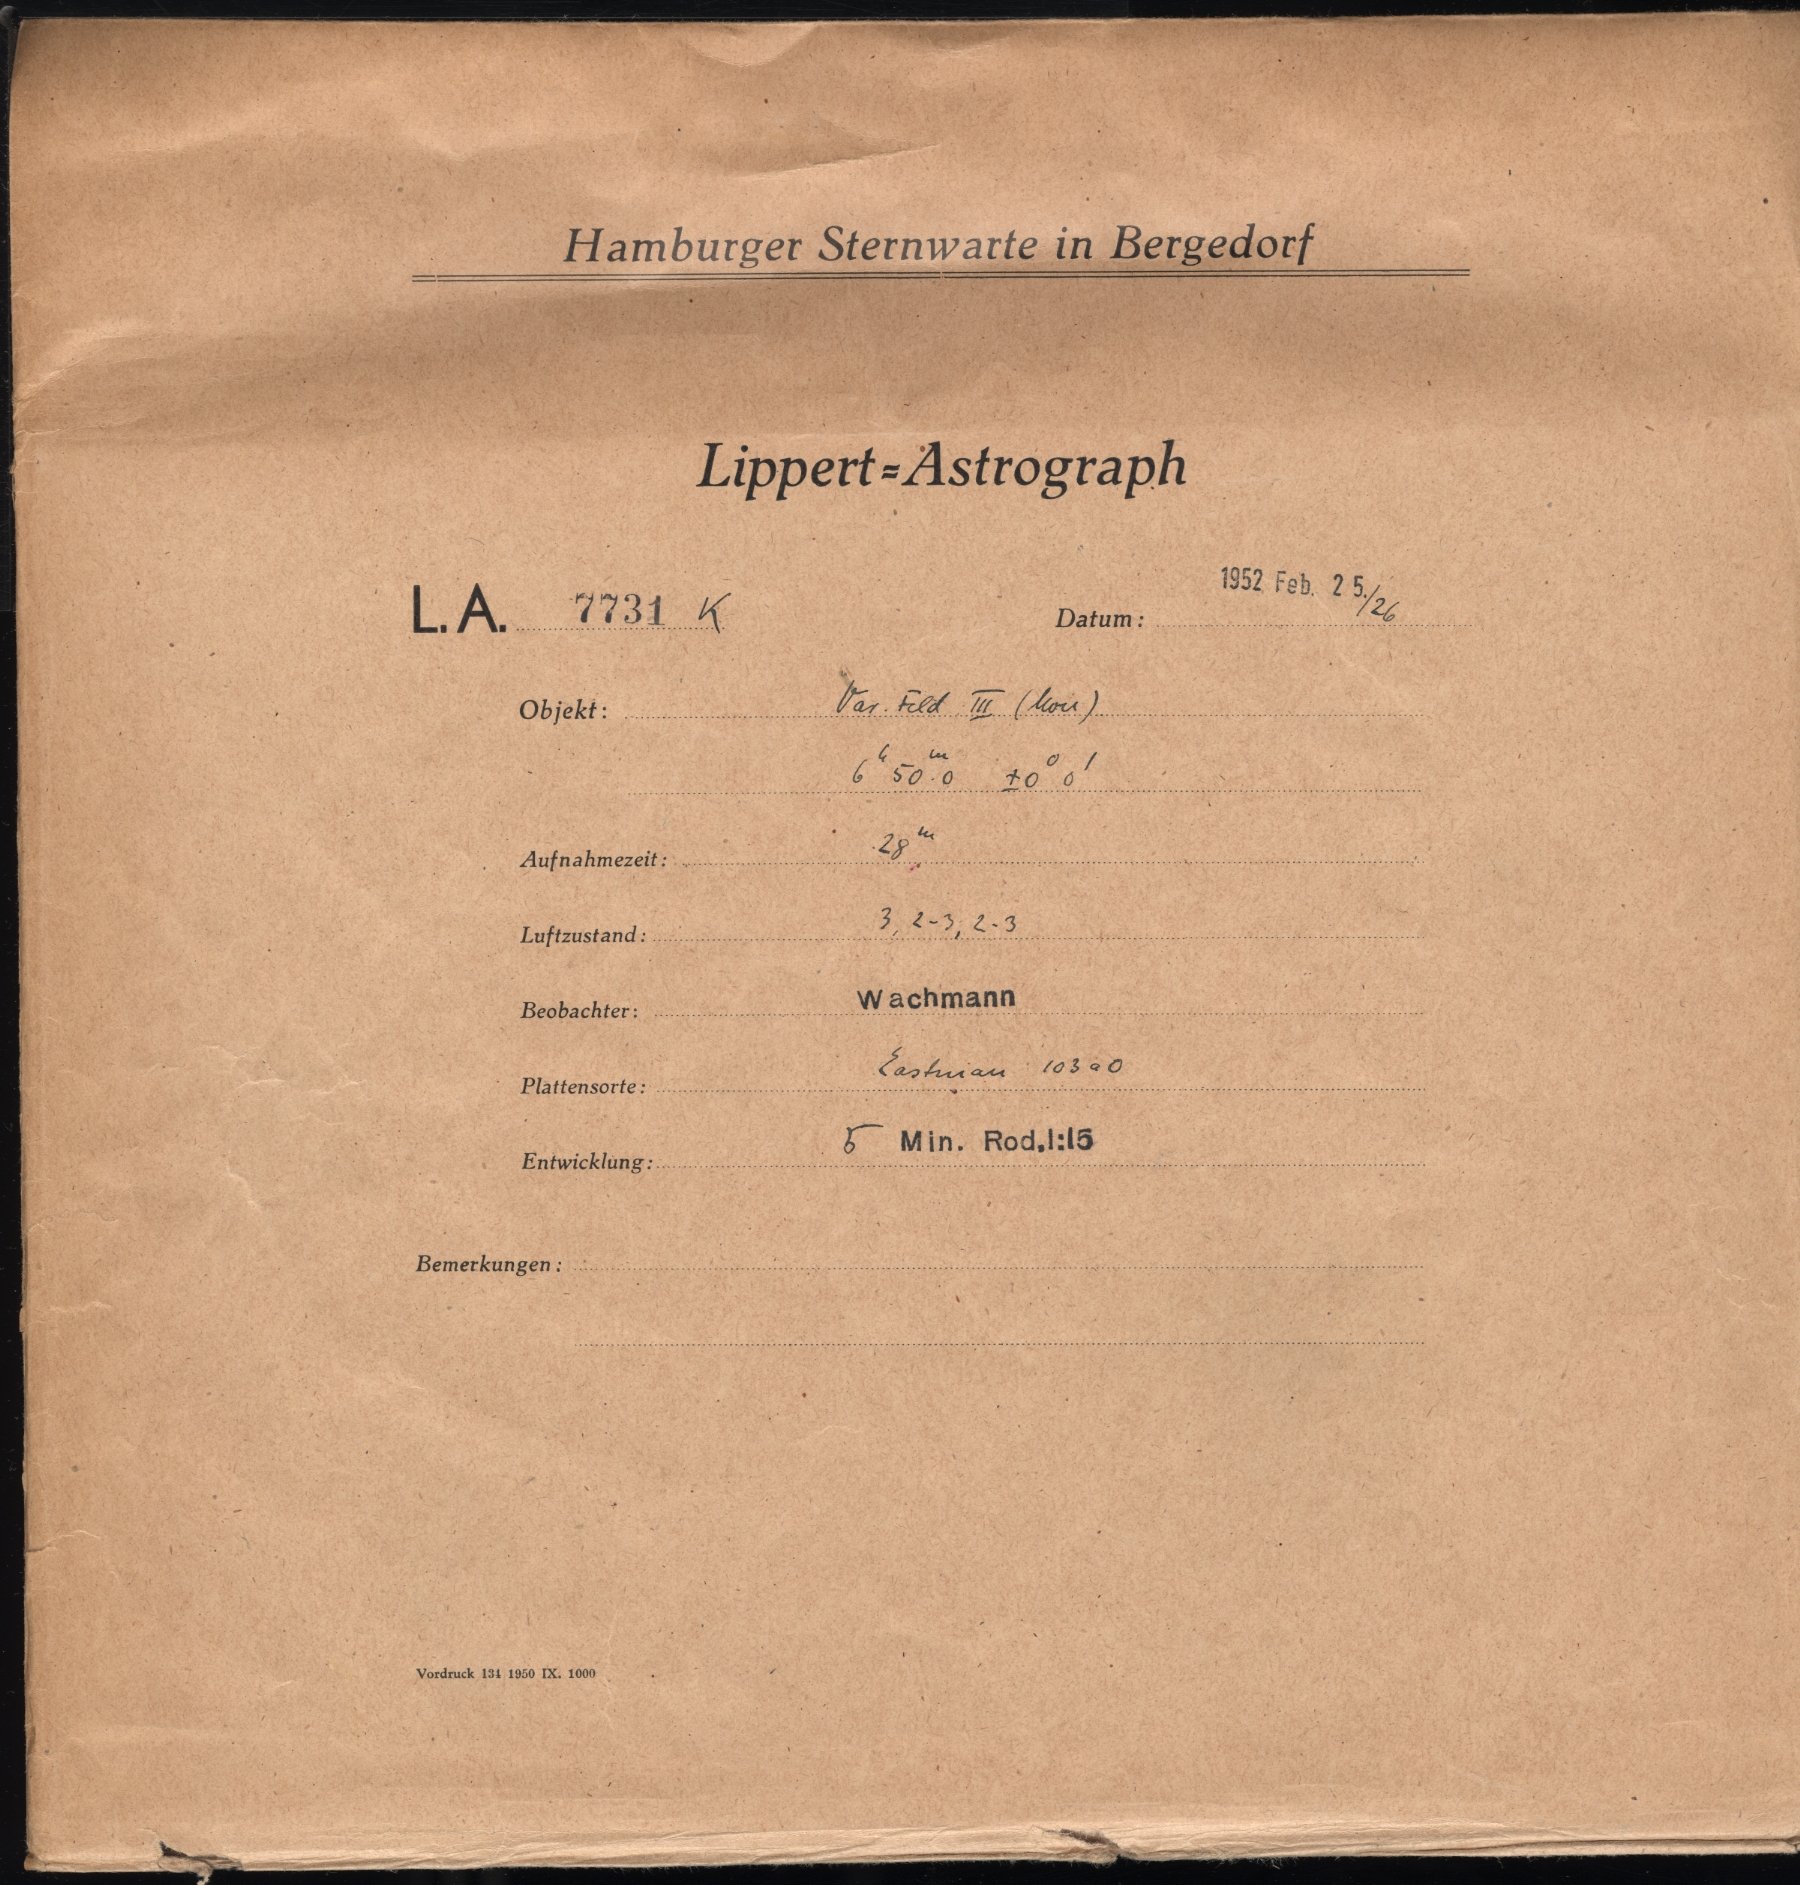 Hamburger Sternwarte in Bergedorf
Lippert=Astrograph
L. A. 7731 K
Datum: 1952 Feb. 25./26
Objekt: Var. Feld III (Mon)
6ʰ 50ᵐ.0 ±0° 0'
Aufnahmezeit: 28ᵐ
Luftzustand: 3, 2-3, 2-3
Beobachter: Wachmann
Plattensorte: Eastman 103aO
Entwicklung: 5 Min. Rod.1:15
Bemerkungen:
Vordruck 134 1950 IX. 1000